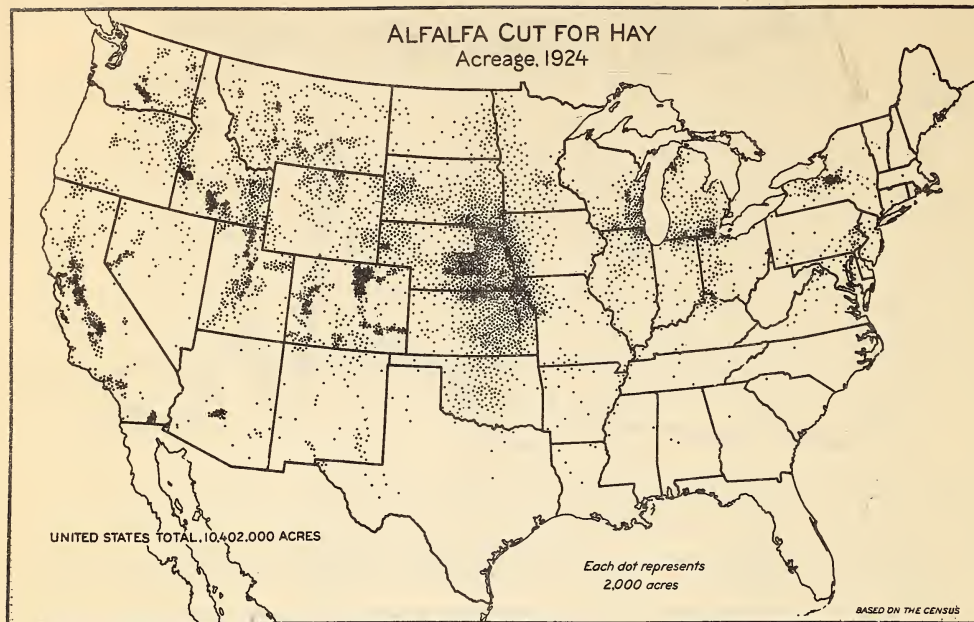 ALFALFA CUT FOR HAY
Acreage, 1924
UNITED STATES TOTAL, 10,402,000 ACRES
Each dot represents
2,000 acres
BASED ON THE CENSUS